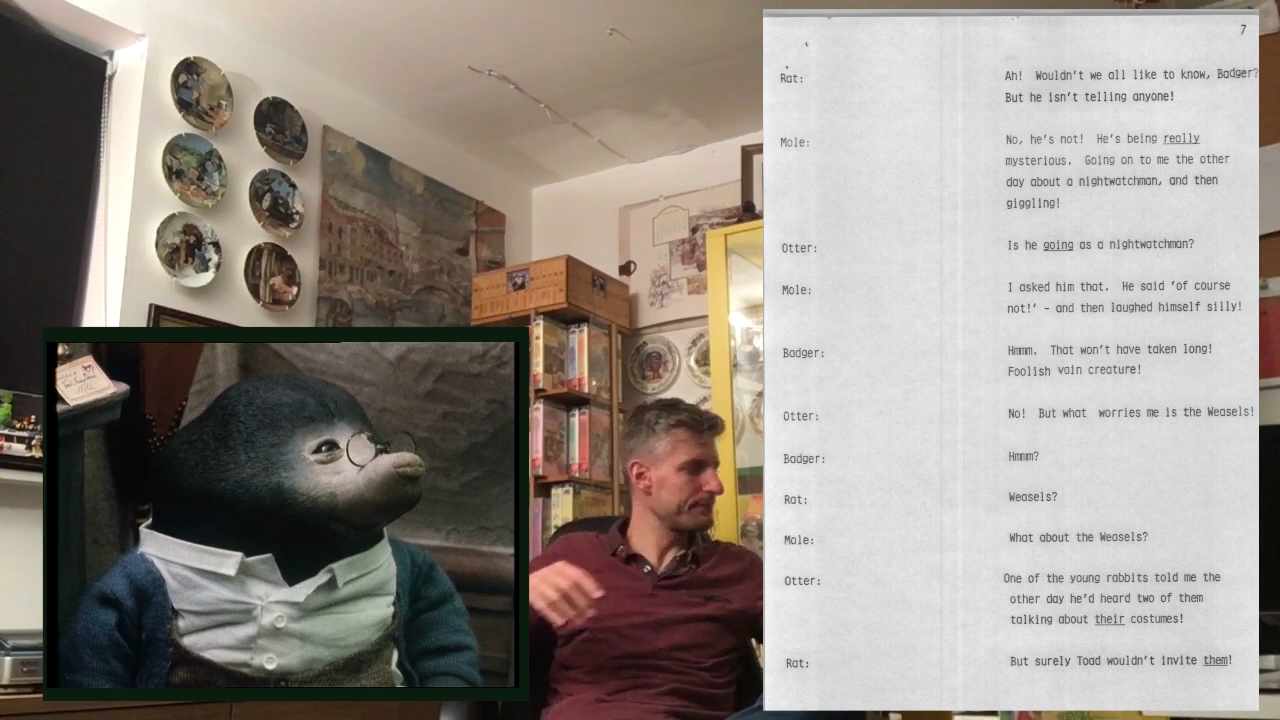 7
Rat: Ah! Wouldn't we all like to know, Badger?
But he isn't telling anyone!
Mole: No, he's not! He's being really
mysterious. Going on to me the other
day about a nightwatchman, and then
giggling!
Otter: Is he going as a nightwatchman?
Mole: I asked him that. He said 'of course
not!' - and then laughed himself silly!
Badger: Hmmm. That won't have taken long!
Foolish vain creature!
Otter: No! But what worries me is the Weasels!
Badger: Hmmm?
Rat: Weasels?
Mole: What about the Weasels?
Otter: One of the young rabbits told me the
other day he'd heard two of them
talking about their costumes!
Rat: But surely Toad wouldn't invite them!